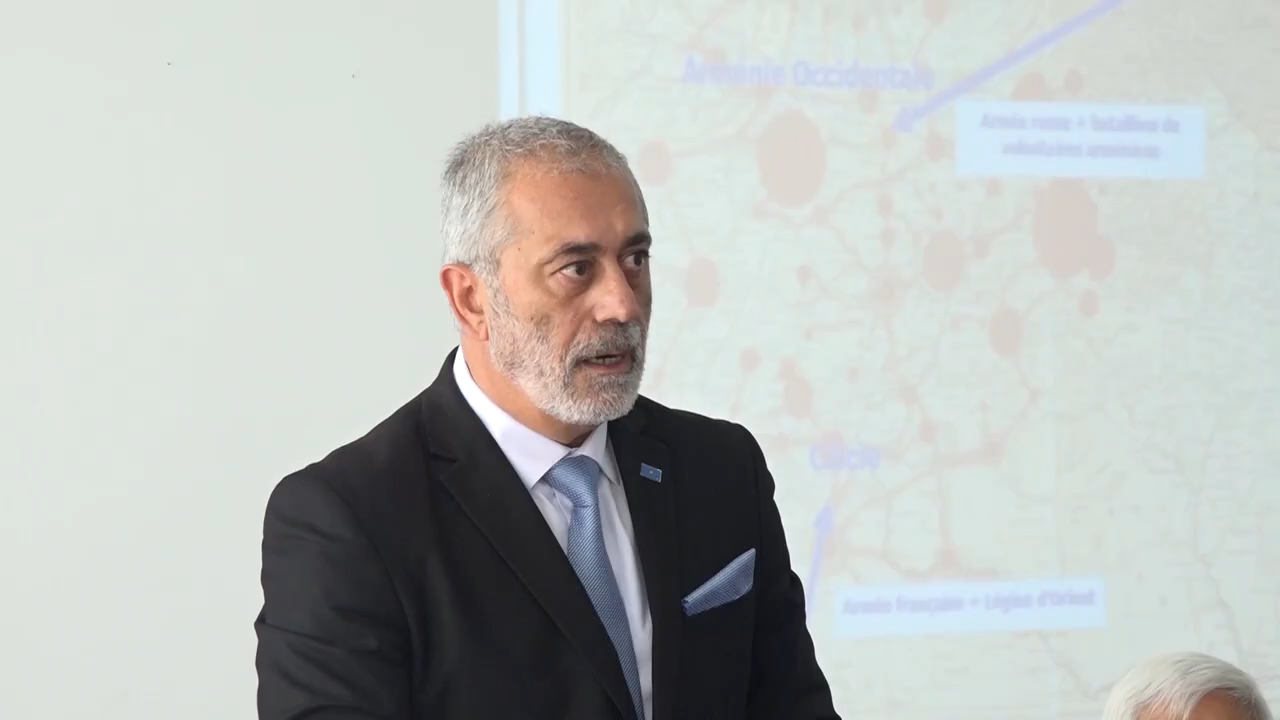 Arménie Occidentale
Armée russe + bataillons de
volontaires arméniens
Cilicie
Armée française + Légion d'Orient